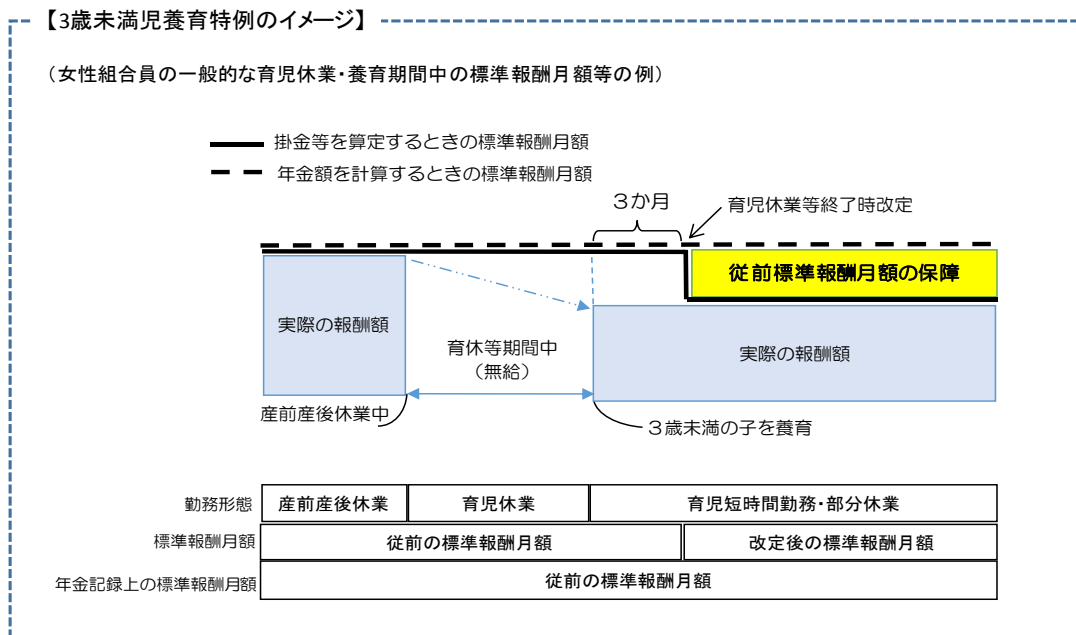 【3歳未満児養育特例のイメージ】
（女性組合員の一般的な育児休業・養育期間中の標準報酬月額等の例）
掛金等を算定するときの標準報酬月額
年金額を計算するときの標準報酬月額
３か月
育児休業等終了時改定
従前標準報酬月額の保障
実際の報酬額
育休等期間中
（無給）
実際の報酬額
産前産後休業中
３歳未満の子を養育
勤務形態 産前産後休業 育児休業 育児短時間勤務・部分休業
標準報酬月額 従前の標準報酬月額 改定後の標準報酬月額
年金記録上の標準報酬月額 従前の標準報酬月額